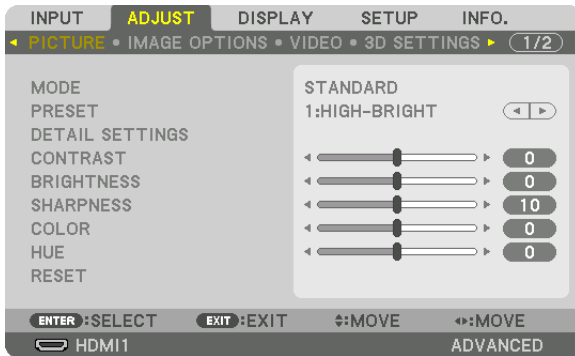 INPUT ADJUST DISPLAY SETUP INFO.
PICTURE • IMAGE OPTIONS • VIDEO • 3D SETTINGS 1/2
MODE STANDARD
PRESET 1:HIGH-BRIGHT
DETAIL SETTINGS
CONTRAST 0
BRIGHTNESS 0
SHARPNESS 10
COLOR 0
HUE 0
RESET
ENTER :SELECT EXIT :EXIT :MOVE :MOVE
HDMI1 ADVANCED